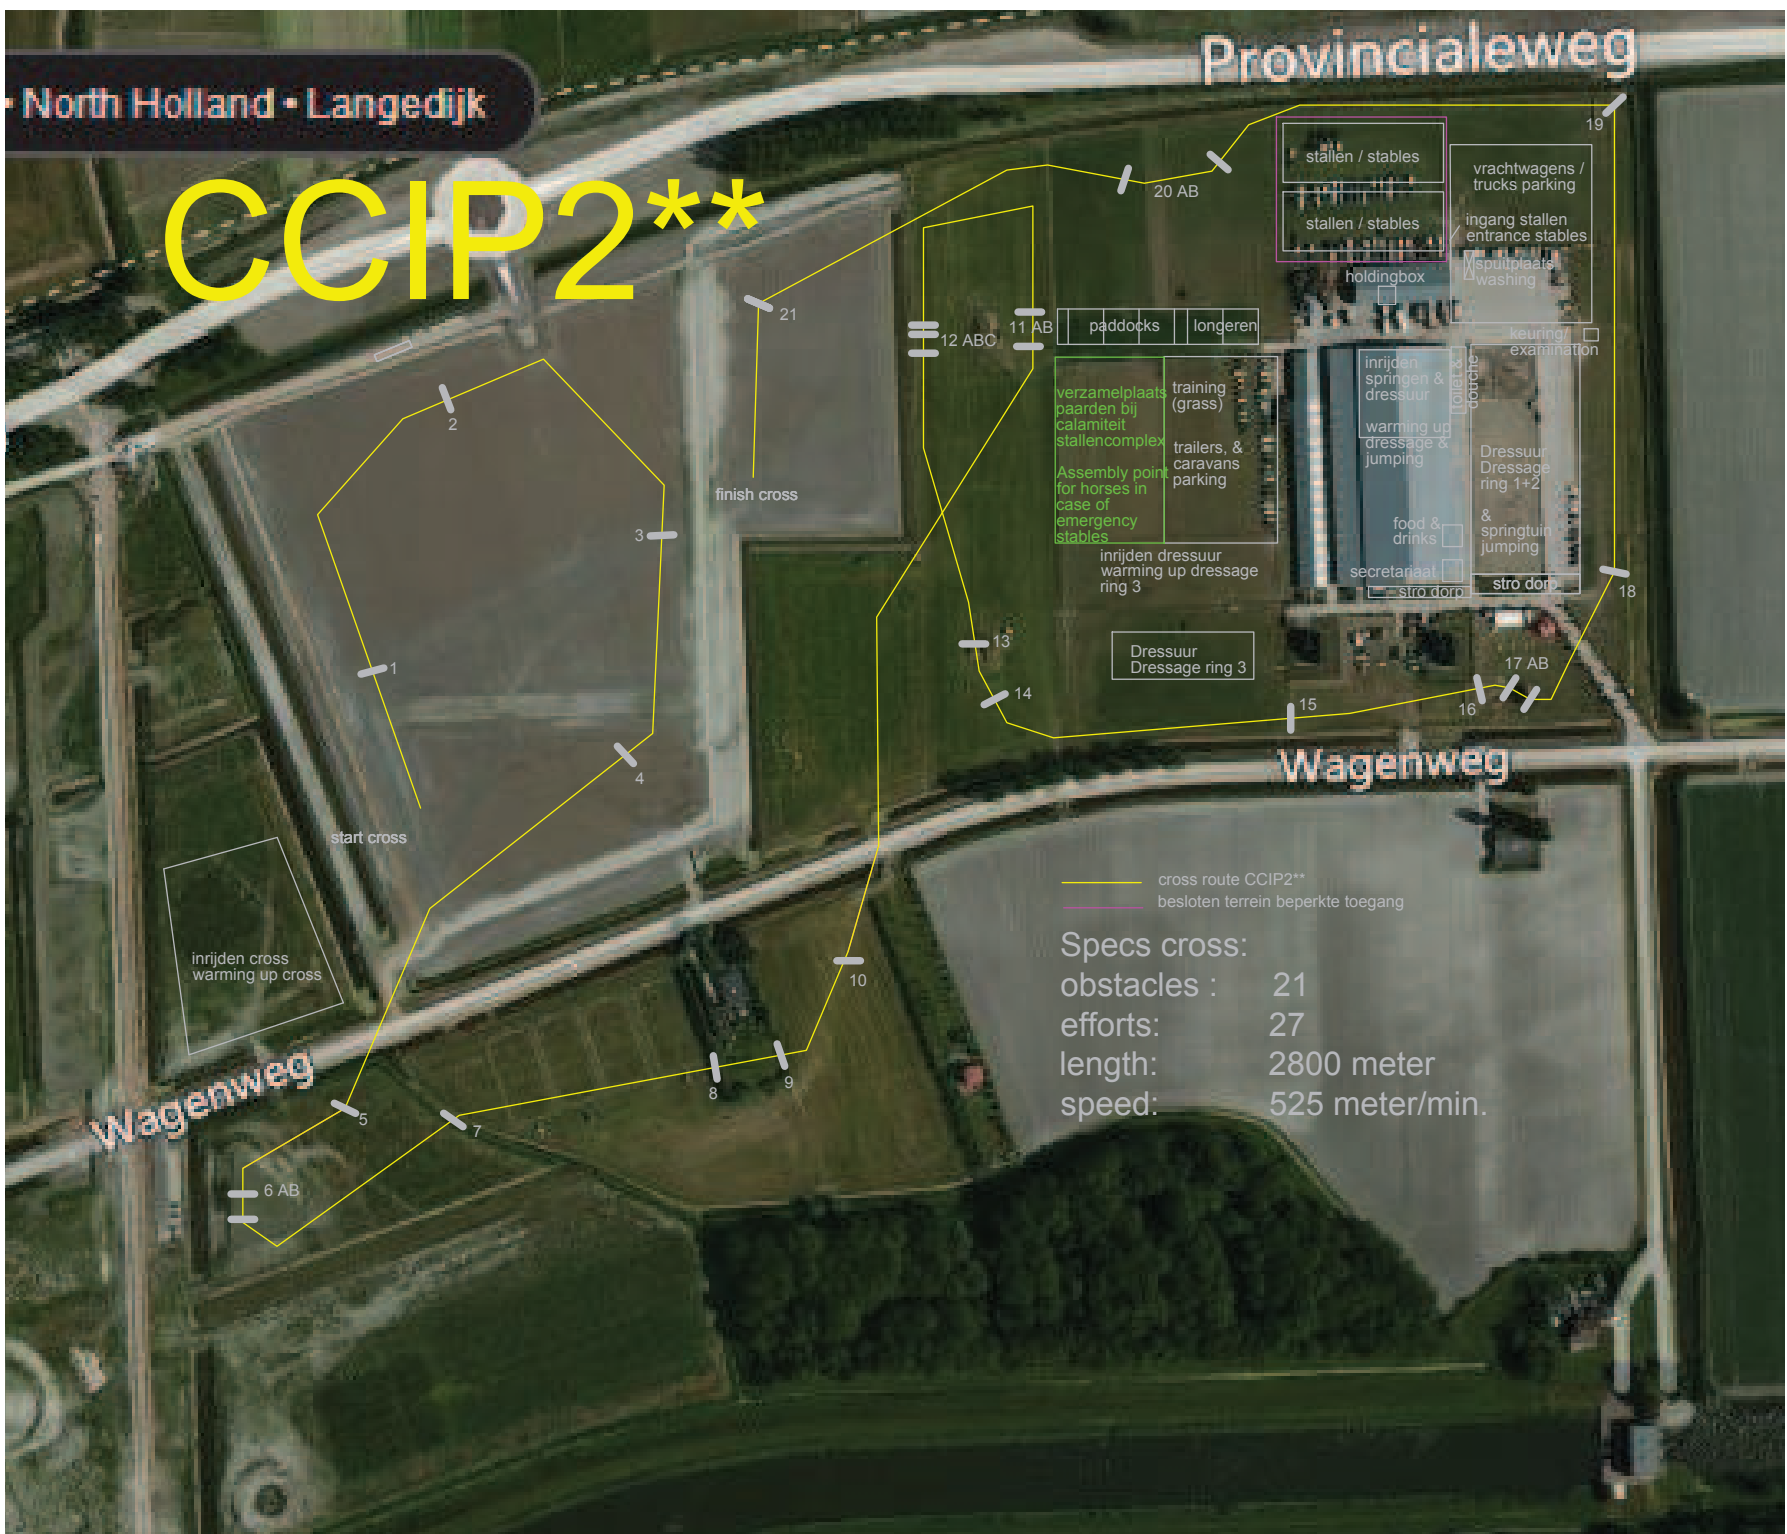 Provincialeweg
• North Holland • Langedijk
CCIP2**
19
stallen / stables
vrachtwagens /
trucks parking
20 AB
stallen / stables
ingang stallen
entrance stables
spuitplaats
washing
holdingbox
21
11 AB
12 ABC
paddocks
longeren
keuring/
examination
2
verzamelplaats
paarden bij
calamiteit
stallencomplex
Assembly point
for horses in
case of
emergency
stables
training
(grass)
trailers, &
caravans
parking
inrijden
springen &
dressuur
warming up
dressage &
jumping
toilet &
douche
Dressuur
Dressage
ring 1+2
&
springtuin
jumping
finish cross
3
food &
drinks
secretariaat
stro dorp
stro dorp
inrijden dressuur
warming up dressage
ring 3
18
13
1
Dressuur
Dressage ring 3
17 AB
14
15
16
4
Wagenweg
start cross
cross route CCIP2**
besloten terrein beperkte toegang
inrijden cross
warming up cross
10
Specs cross:
obstacles : 21
efforts: 27
length: 2800 meter
speed: 525 meter/min.
Wagenweg
5
7
8
9
6 AB